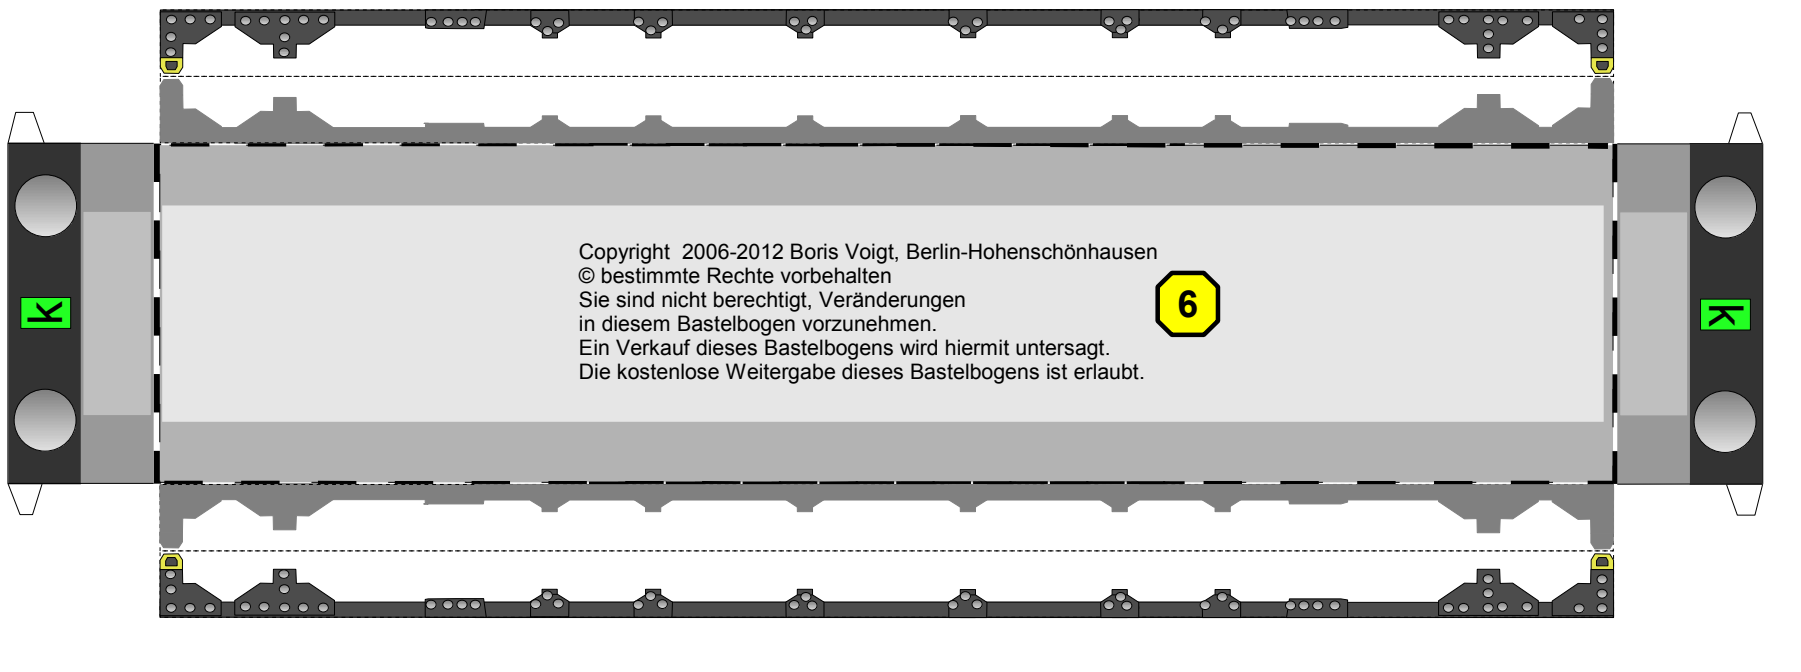 Copyright  2006-2012 Boris Voigt, Berlin-Hohenschönhausen
© bestimmte Rechte vorbehalten
Sie sind nicht berechtigt, Veränderungen
in diesem Bastelbogen vorzunehmen.
Ein Verkauf dieses Bastelbogens wird hiermit untersagt.
Die kostenlose Weitergabe dieses Bastelbogens ist erlaubt.
6
k
k